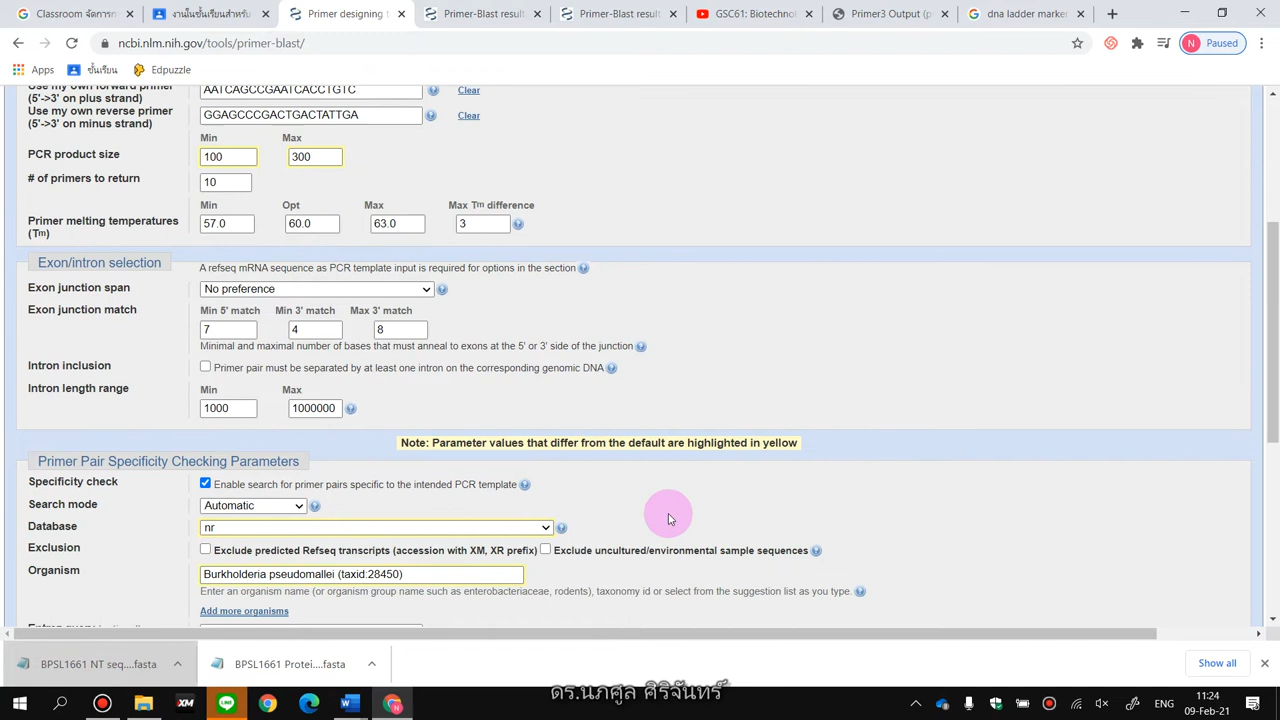 Classroom จัดการก
งานในชั้นเรียนสำหรับ
Primer designing t
Primer-Blast result
Primer-Blast result
GSC61: Biotechno
Primer3 Output (pr
dna ladder marker
ncbi.nlm.nih.gov/tools/primer-blast/
N Paused
Apps
ชั้นเรียน
Edpuzzle
Use my own forward primer
(5'->3' on plus strand)
AATCAGCCGAATCACCTGTC
Clear
Use my own reverse primer
(5'->3' on minus strand)
GGAGCCCGACTGACTATTGA
Clear
Min Max
PCR product size
100 300
# of primers to return
10
Min Opt Max Max Tm difference
Primer melting temperatures
(Tm)
57.0 60.0 63.0 3
Exon/intron selection
A refseq mRNA sequence as PCR template input is required for options in the section
Exon junction span
No preference
Exon junction match
Min 5' match Min 3' match Max 3' match
7 4 8
Minimal and maximal number of bases that must anneal to exons at the 5' or 3' side of the junction
Intron inclusion
Primer pair must be separated by at least one intron on the corresponding genomic DNA
Intron length range
Min Max
1000 1000000
Note: Parameter values that differ from the default are highlighted in yellow
Primer Pair Specificity Checking Parameters
Specificity check
Enable search for primer pairs specific to the intended PCR template
Search mode
Automatic
Database
nr
Exclusion
Exclude predicted Refseq transcripts (accession with XM, XR prefix) Exclude uncultured/environmental sample sequences
Organism
Burkholderia pseudomallei (taxid:28450)
Enter an organism name (or organism group name such as enterobacteriaceae, rodents), taxonomy id or select from the suggestion list as you type.
Add more organisms
BPSL1661 NT seq....fasta
BPSL1661 Protei....fasta
Show all
ดร.นภศูล ศิริจันทร์
ENG
11:24
09-Feb-21